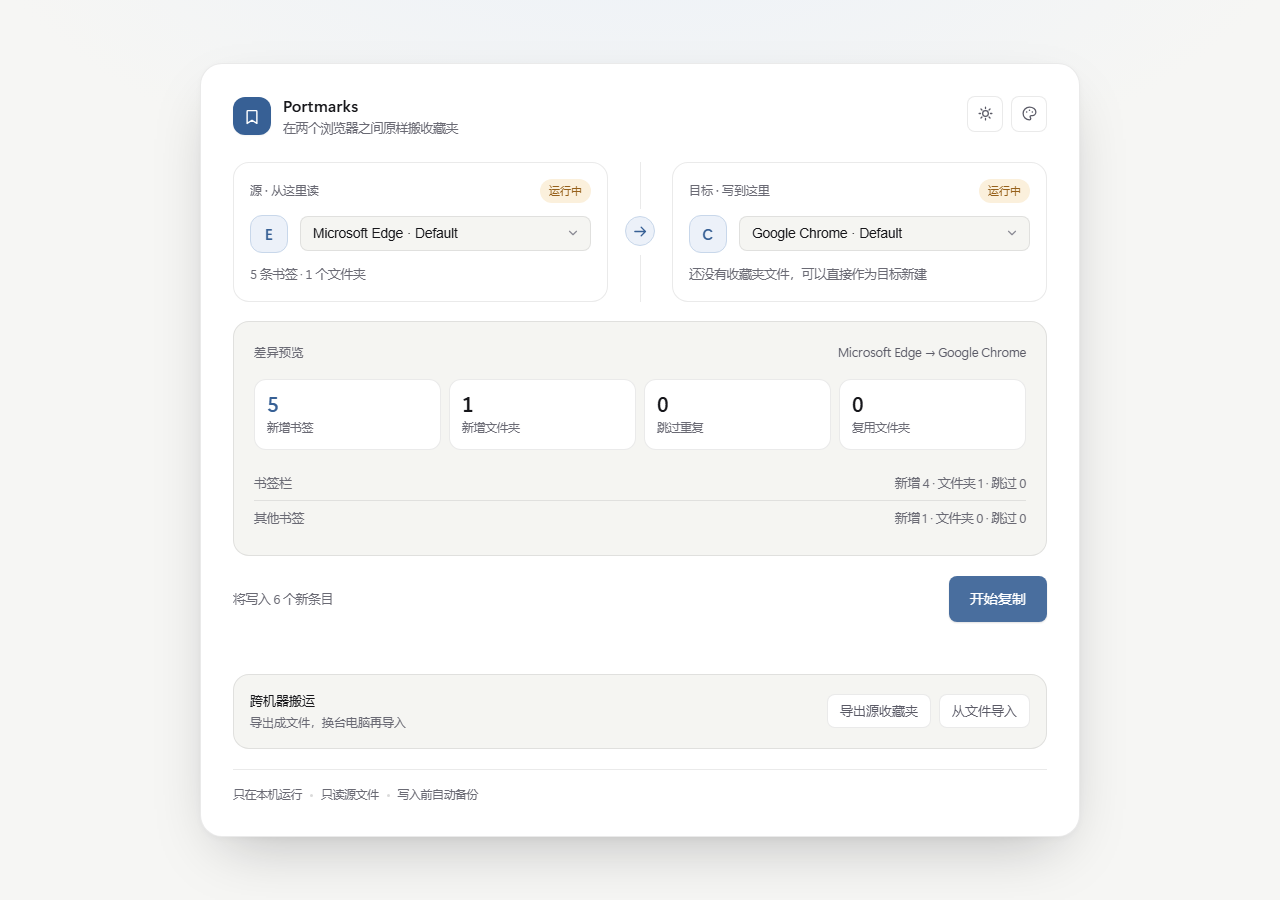 Portmarks
在两个浏览器之间原样搬收藏夹
源 · 从这里读
运行中
E
Microsoft Edge · Default
5 条书签 · 1 个文件夹
目标 · 写到这里
运行中
C
Google Chrome · Default
还没有收藏夹文件，可以直接作为目标新建
差异预览
Microsoft Edge → Google Chrome
5
新增书签
1
新增文件夹
0
跳过重复
0
复用文件夹
书签栏
新增 4 · 文件夹 1 · 跳过 0
其他书签
新增 1 · 文件夹 0 · 跳过 0
将写入 6 个新条目
开始复制
跨机器搬运
导出成文件，换台电脑再导入
导出源收藏夹
从文件导入
只在本机运行 • 只读源文件 • 写入前自动备份